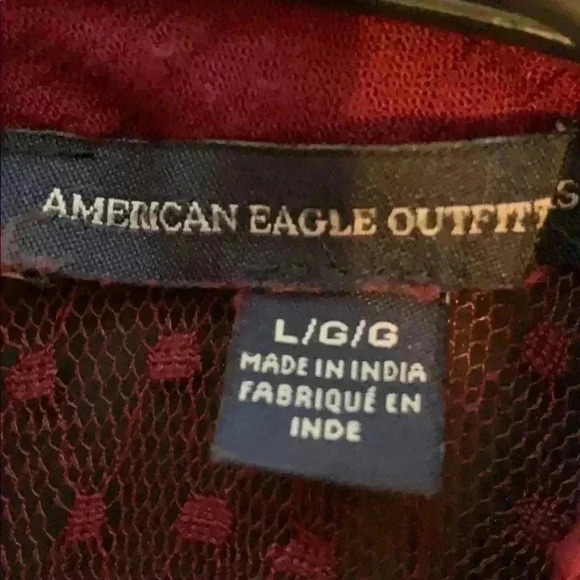 AMERICAN EAGLE OUTFITTERS
L/G/G
MADE IN INDIA
FABRIQUÉ EN
INDE